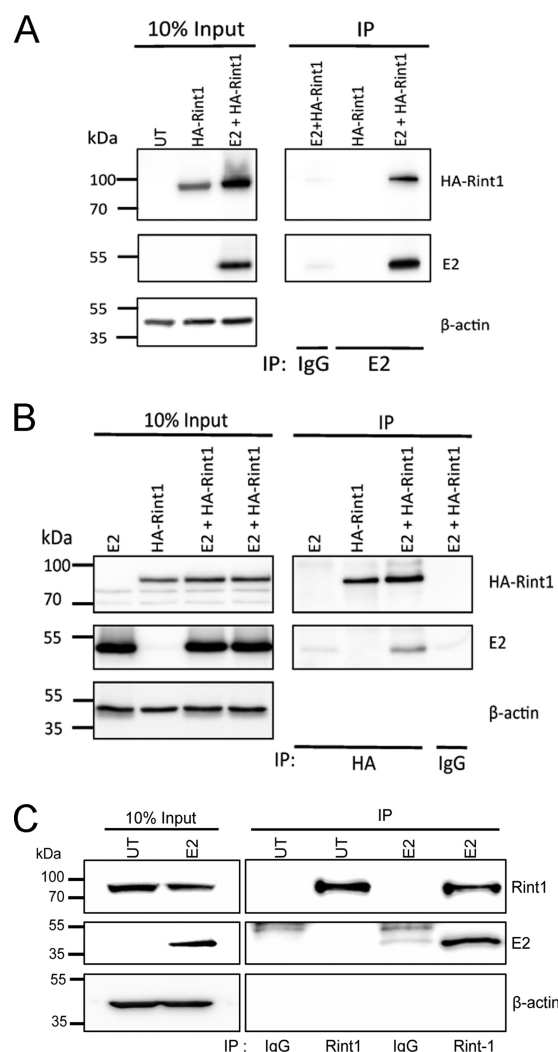 A
10% Input
IP
UT
HA-Rint1
E2 + HA-Rint1
E2+HA-Rint1
HA-Rint1
E2 + HA-Rint1
kDa
100
70
HA-Rint1
55
E2
55
35
β-actin
IP: IgG E2
B
10% Input
IP
E2
HA-Rint1
E2 + HA-Rint1
E2 + HA-Rint1
E2
HA-Rint1
E2 + HA-Rint1
E2 + HA-Rint1
kDa
100
70
HA-Rint1
55
E2
55
35
β-actin
IP: HA IgG
C
10% Input
IP
UT
E2
UT
UT
E2
E2
kDa
100
70
Rint1
55
35
E2
55
35
β-actin
IP : IgG Rint1 IgG Rint-1